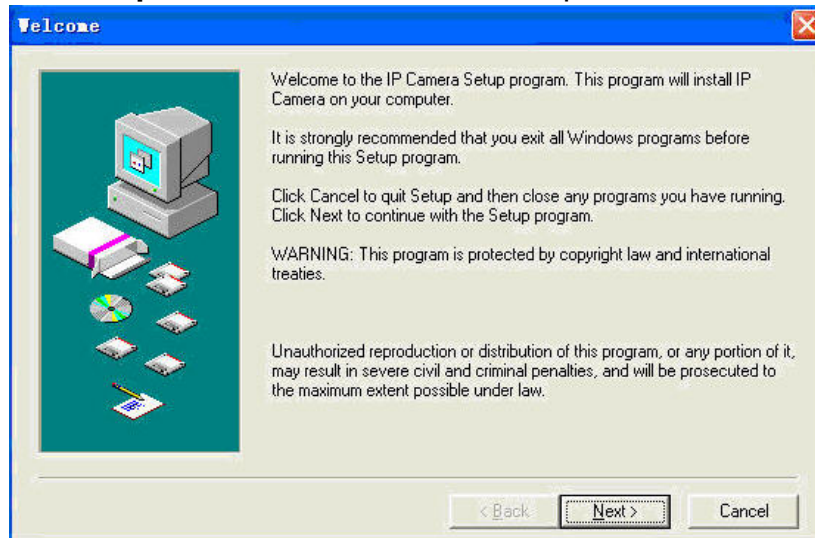 Welcome
Welcome to the IP Camera Setup program. This program will install IP
Camera on your computer.
It is strongly recommended that you exit all Windows programs before
running this Setup program.
Click Cancel to quit Setup and then close any programs you have running.
Click Next to continue with the Setup program.
WARNING: This program is protected by copyright law and international
treaties.
Unauthorized reproduction or distribution of this program, or any portion of it,
may result in severe civil and criminal penalties, and will be prosecuted to
the maximum extent possible under law.
< Back Next > Cancel